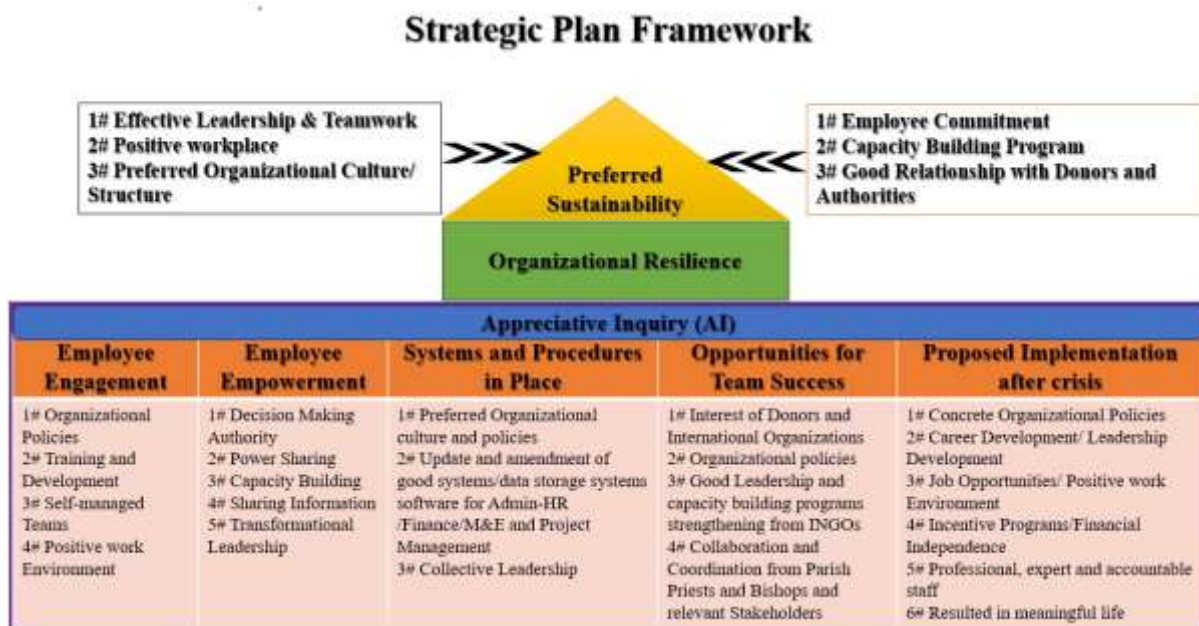 Strategic Plan Framework
1# Effective Leadership & Teamwork
2# Positive workplace
3# Preferred Organizational Culture/
Structure
1# Employee Commitment
2# Capacity Building Program
3# Good Relationship with Donors and
Authorities
Preferred
Sustainability
Organizational Resilience
Appreciative Inquiry (AI)
Employee
Engagement
1# Organizational
Policies
2# Training and
Development
3# Self-managed
Teams
4# Positive work
Environment
Employee
Empowerment
1# Decision Making
Authority
2# Power Sharing
3# Capacity Building
4# Sharing Information
5# Transformational
Leadership
Systems and Procedures
in Place
1# Preferred Organizational
culture and policies
2# Update and amendment of
good systems/data storage systems
software for Admin-HR
/Finance/M&E and Project
Management
3# Collective Leadership
Opportunities for
Team Success
1# Interest of Donors and
International Organizations
2# Organizational policies
3# Good Leadership and
capacity building programs
strengthening from INGOs
4# Collaboration and
Coordination from Parish
Priests and Bishops and
relevant Stakeholders
Proposed Implementation
after crisis
1# Concrete Organizational Policies
2# Career Development/ Leadership
Development
3# Job Opportunities/ Positive work
Environment
4# Incentive Programs/Financial
Independence
5# Professional, expert and accountable
staff
6# Resulted in meaningful life